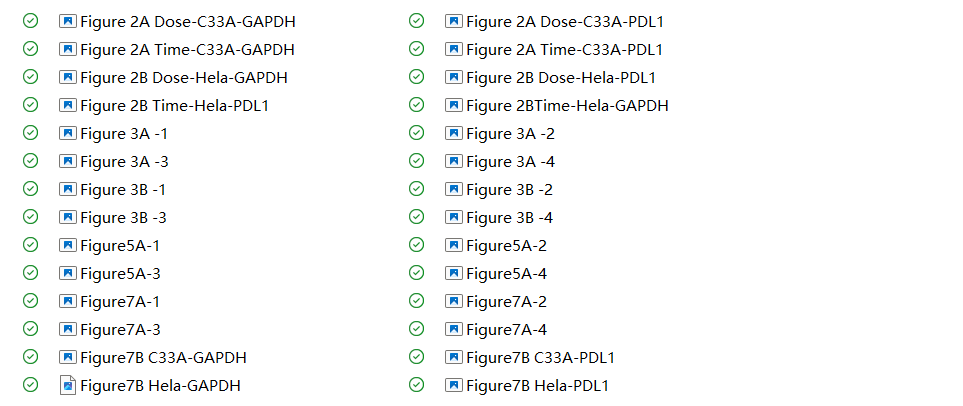 Figure 2A Dose-C33A-GAPDH
Figure 2A Dose-C33A-PDL1
Figure 2A Time-C33A-GAPDH
Figure 2A Time-C33A-PDL1
Figure 2B Dose-Hela-GAPDH
Figure 2B Dose-Hela-PDL1
Figure 2B Time-Hela-PDL1
Figure 2BTime-Hela-GAPDH
Figure 3A -1
Figure 3A -2
Figure 3A -3
Figure 3A -4
Figure 3B -1
Figure 3B -2
Figure 3B -3
Figure 3B -4
Figure5A-1
Figure5A-2
Figure5A-3
Figure5A-4
Figure7A-1
Figure7A-2
Figure7A-3
Figure7A-4
Figure7B C33A-GAPDH
Figure7B C33A-PDL1
Figure7B Hela-GAPDH
Figure7B Hela-PDL1